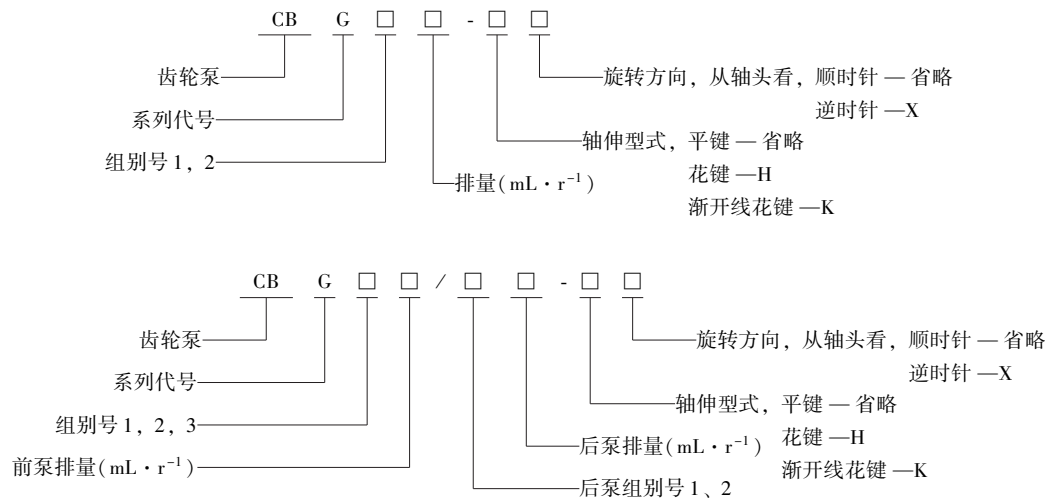 CB G □ □ - □ □
齿轮泵
旋转方向，从轴头看，顺时针 — 省略
逆时针 —X
系列代号
轴伸型式，平键 — 省略
组别号 1，2
花键 —H
排量(mL·r⁻¹)
渐开线花键 —K
CB G □ □ / □ □ - □ □
齿轮泵
旋转方向，从轴头看，顺时针 — 省略
逆时针 —X
系列代号
轴伸型式，平键 — 省略
组别号 1，2，3
后泵排量(mL·r⁻¹)
花键 —H
前泵排量(mL·r⁻¹)
渐开线花键 —K
后泵组别号 1、2